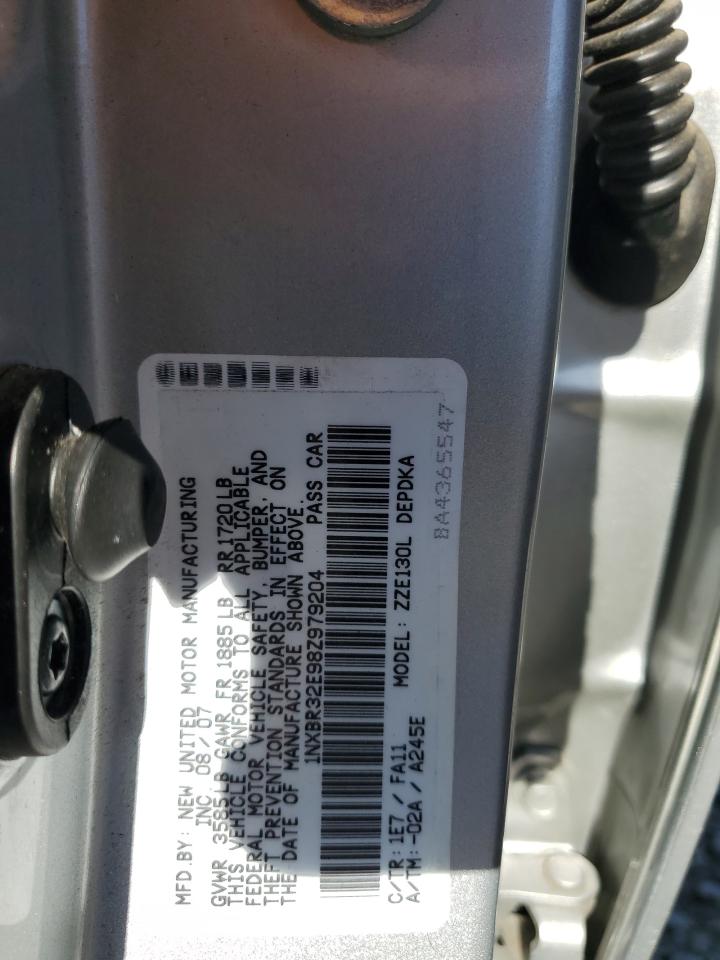 MFD.BY: NEW UNITED MOTOR MANUFACTURING
INC. 08/07
GVWR 3585LB GAWR FR 1885LB RR 1720LB
THIS VEHICLE CONFORMS TO ALL APPLICABLE
FEDERAL MOTOR VEHICLE SAFETY, BUMPER, AND
THEFT PREVENTION STANDARDS IN EFFECT ON
THE DATE OF MANUFACTURE SHOWN ABOVE.
1NXBR32E98Z979204 PASS CAR
C/TR: 1E7 / FA11 MODEL: ZZE130L DEPDKA
A/TM: -02A / A245E
BA4365547